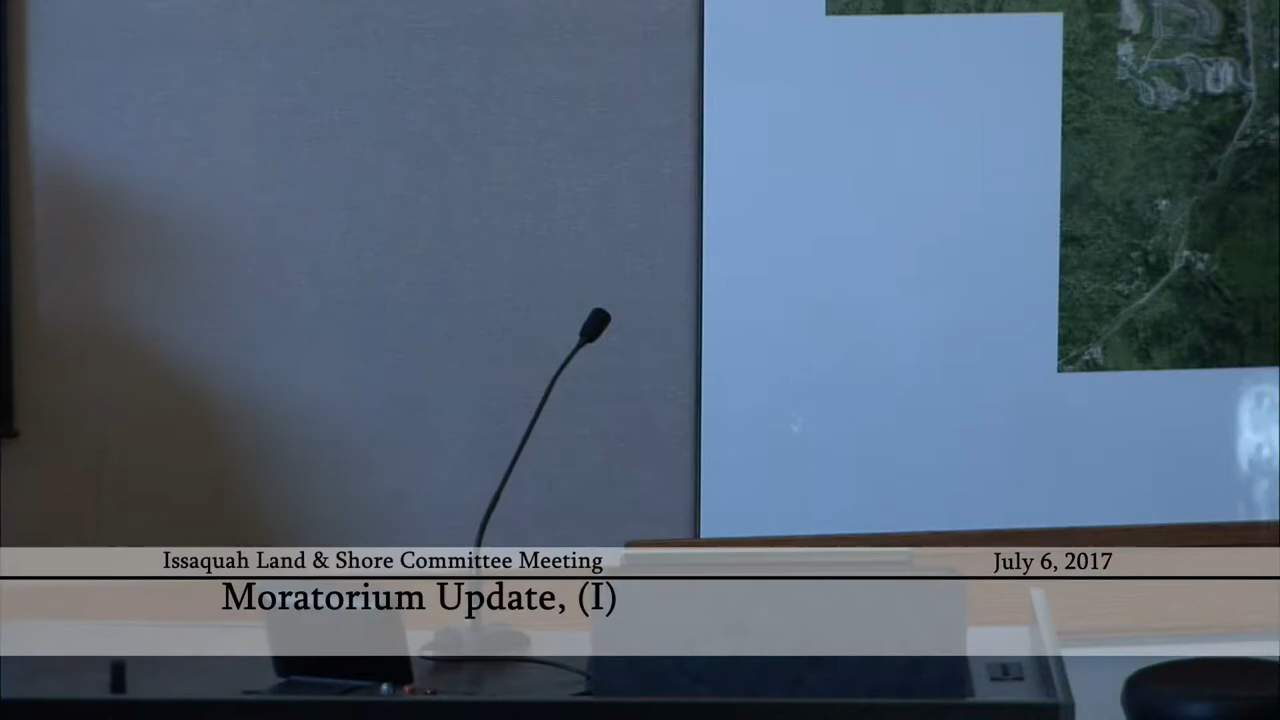 Issaquah Land & Shore Committee Meeting
July 6, 2017
Moratorium Update, (I)